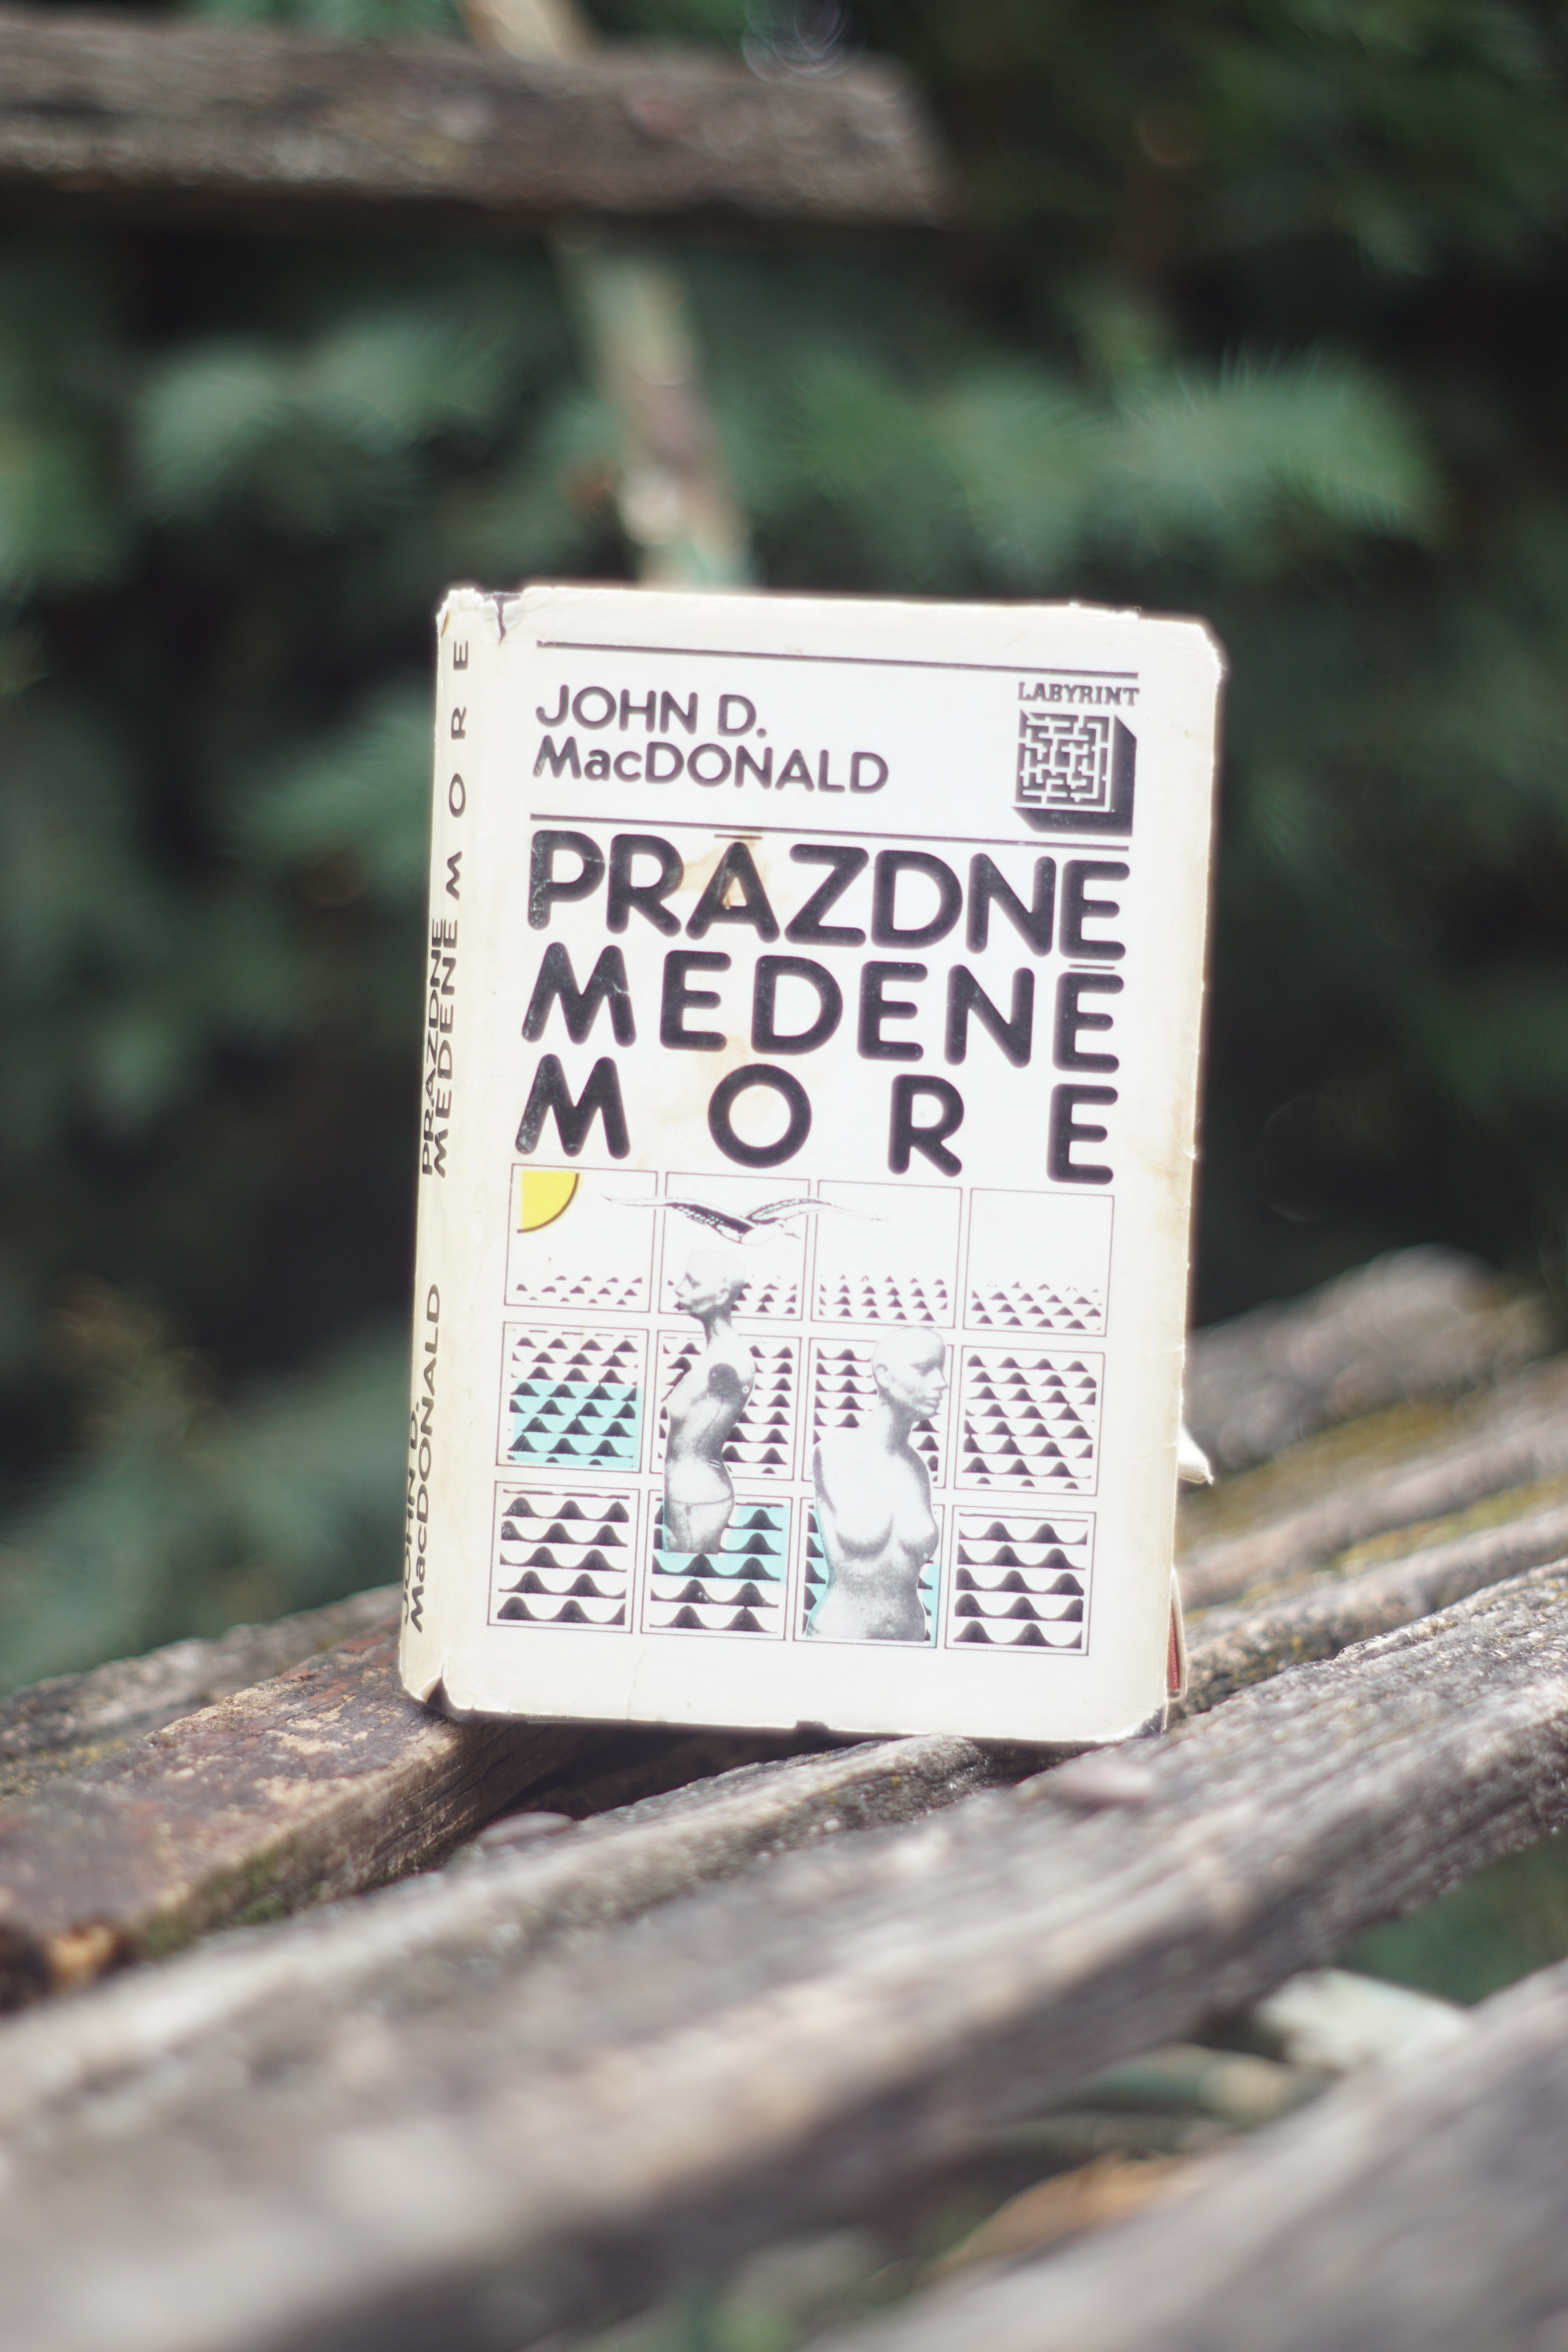 JOHN D.
MacDONALD
LABYRINT
PRÁZDNE
MEDENÉ
MORE
JOHN D.
MacDONALD
PRÁZDNE
MEDENÉ MORE